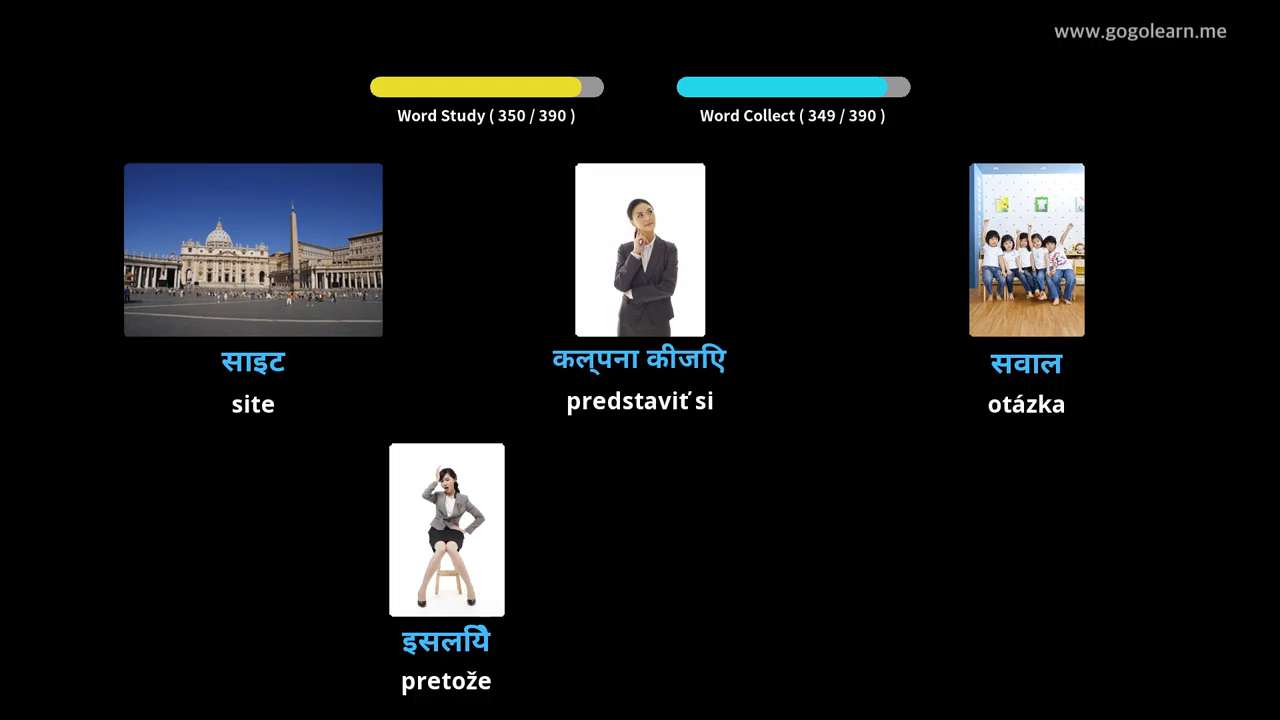 www.gogolearn.me
Word Study ( 350 / 390 )
Word Collect ( 349 / 390 )
साइट
site
कल्पना कीजिए
predstaviť si
सवाल
otázka
इसलिये
pretože